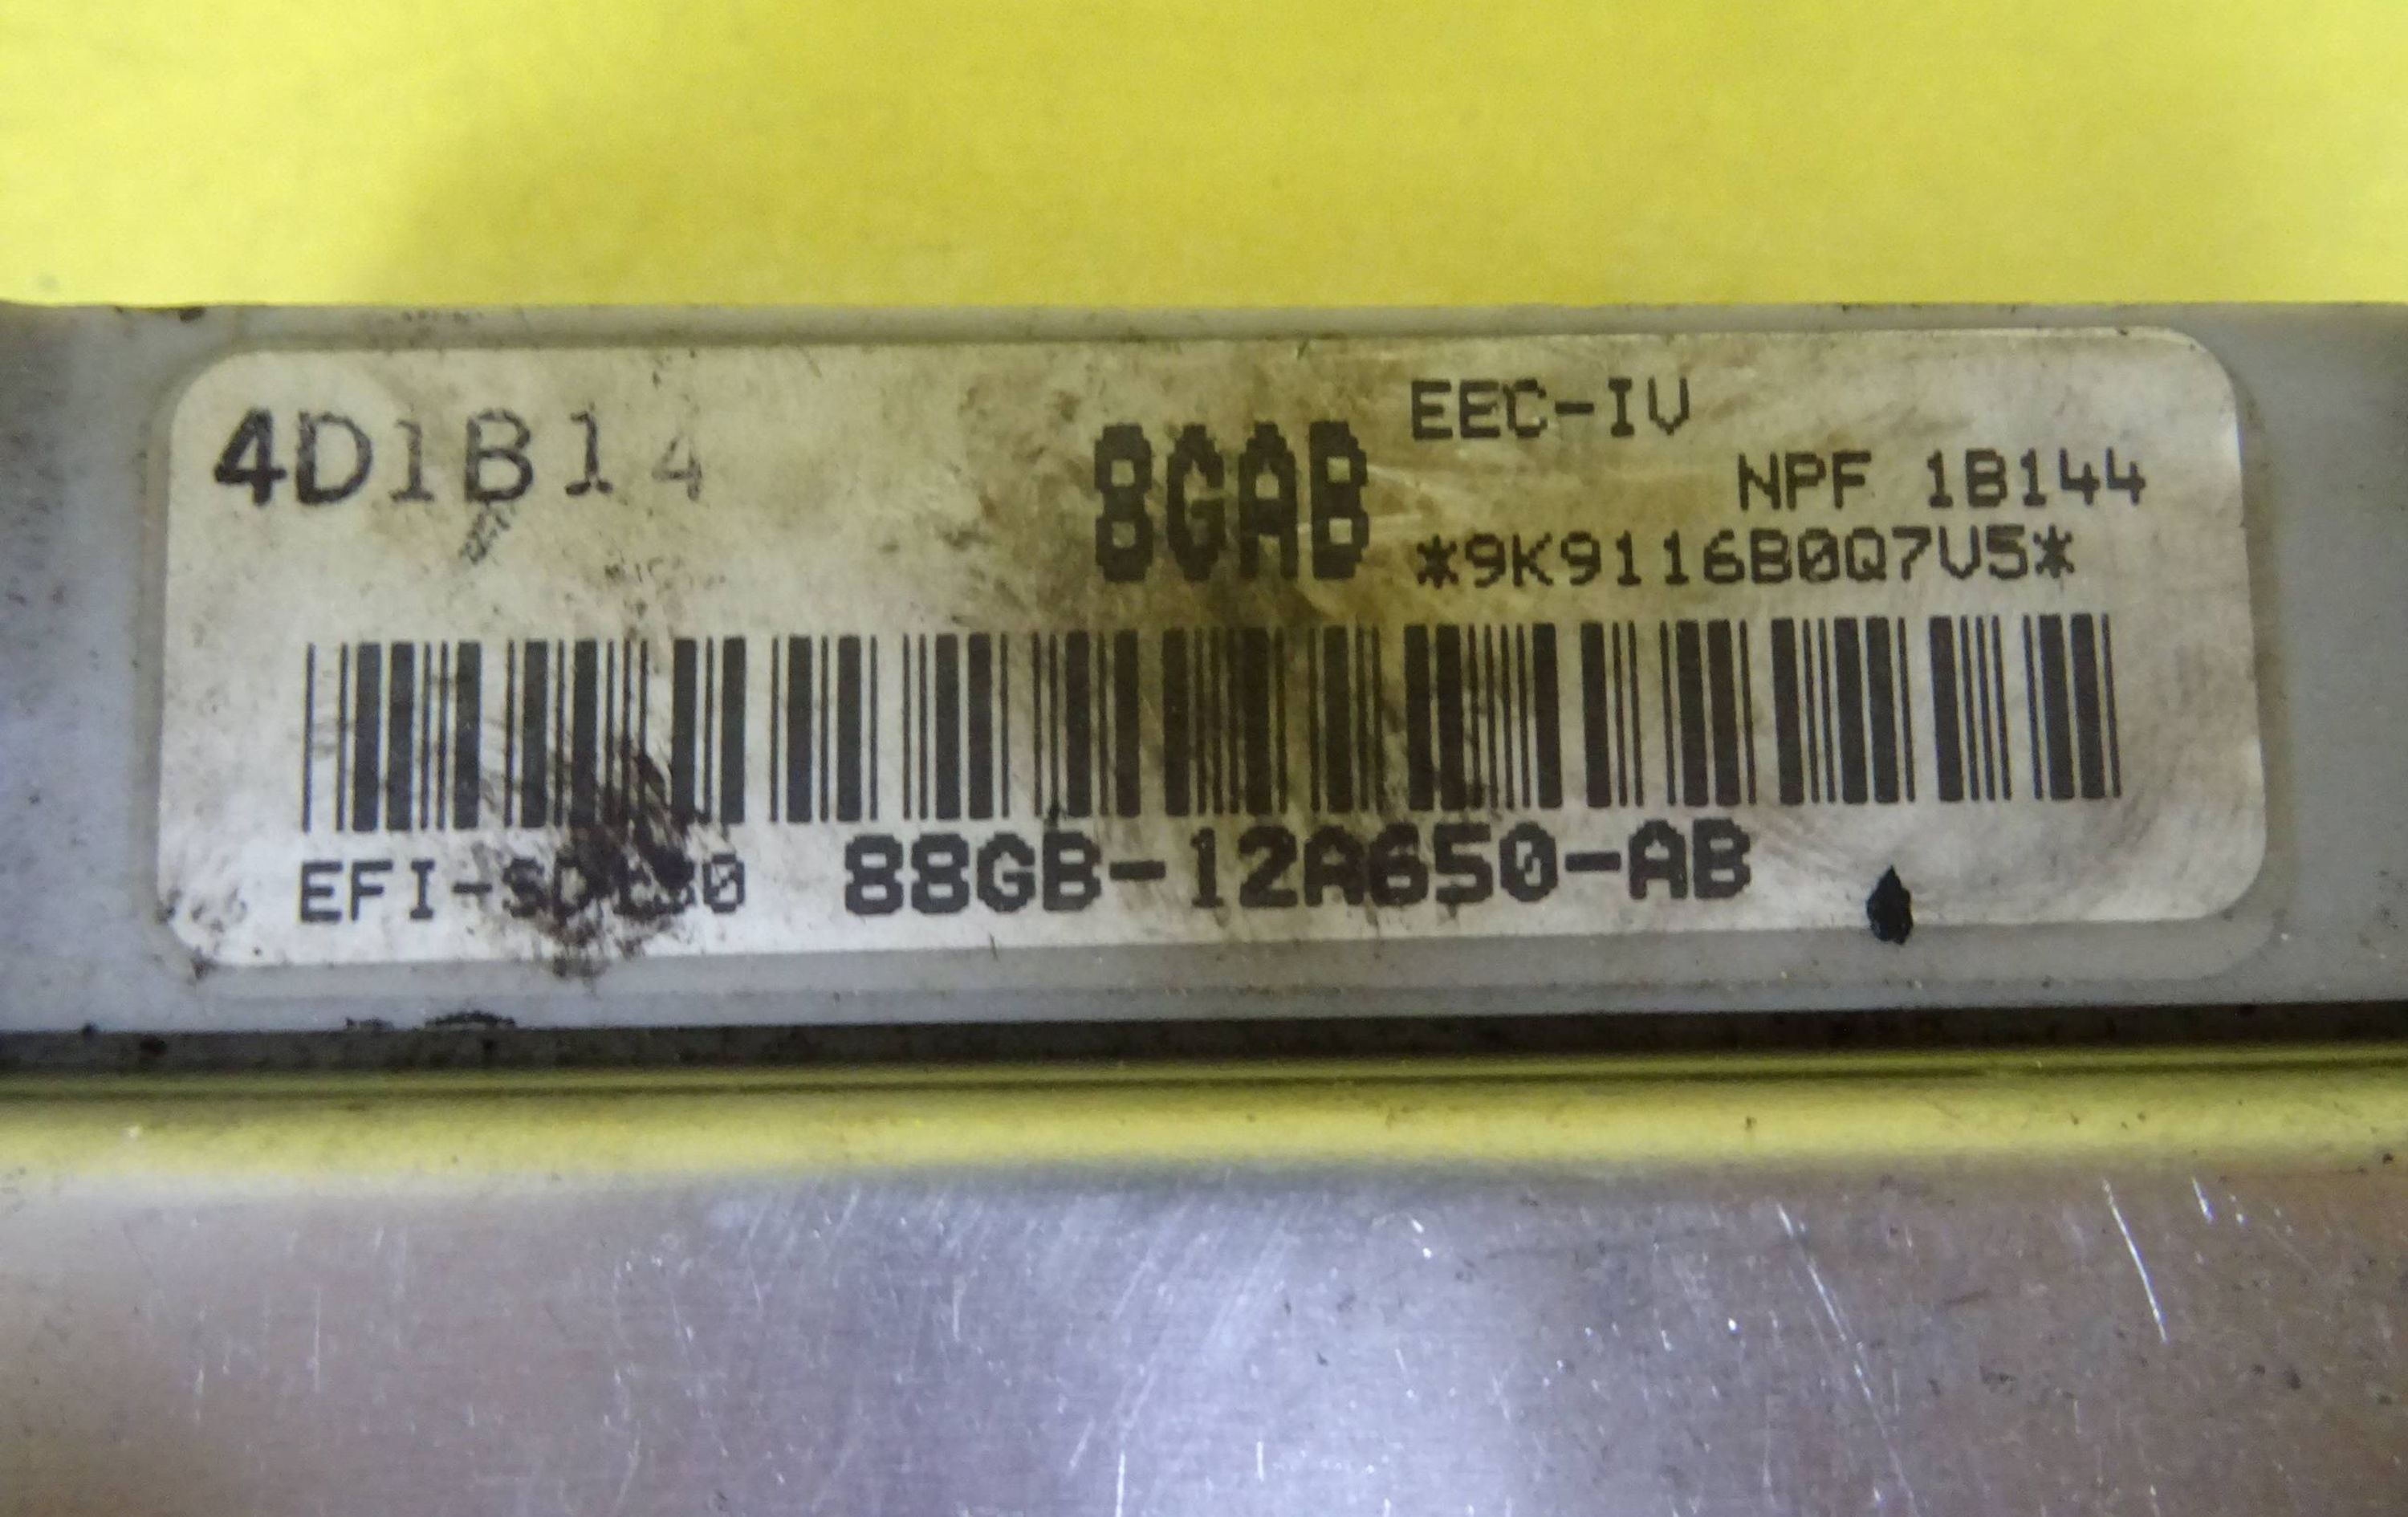 4D1B14
8GAB
EEC-IV
NPF 1B144
*9K9116B0Q7V5*
88GB-12A650-AB